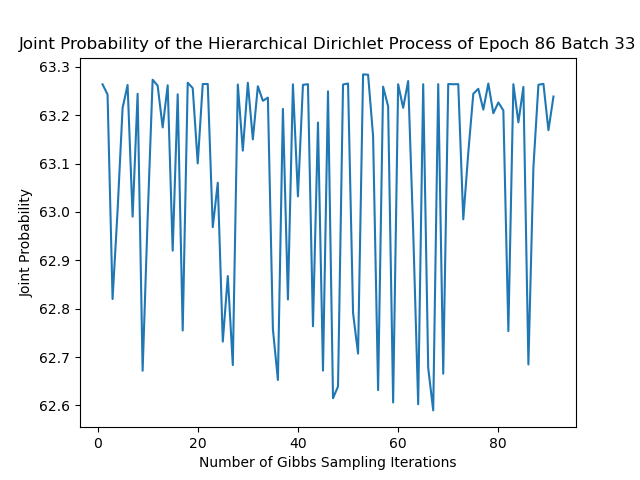 Joint Probability of the Hierarchical Dirichlet Process of Epoch 86 Batch 33
63.3
63.2
63.1
63.0
62.9
62.8
62.7
62.6
Joint Probability
0 20 40 60 80
Number of Gibbs Sampling Iterations